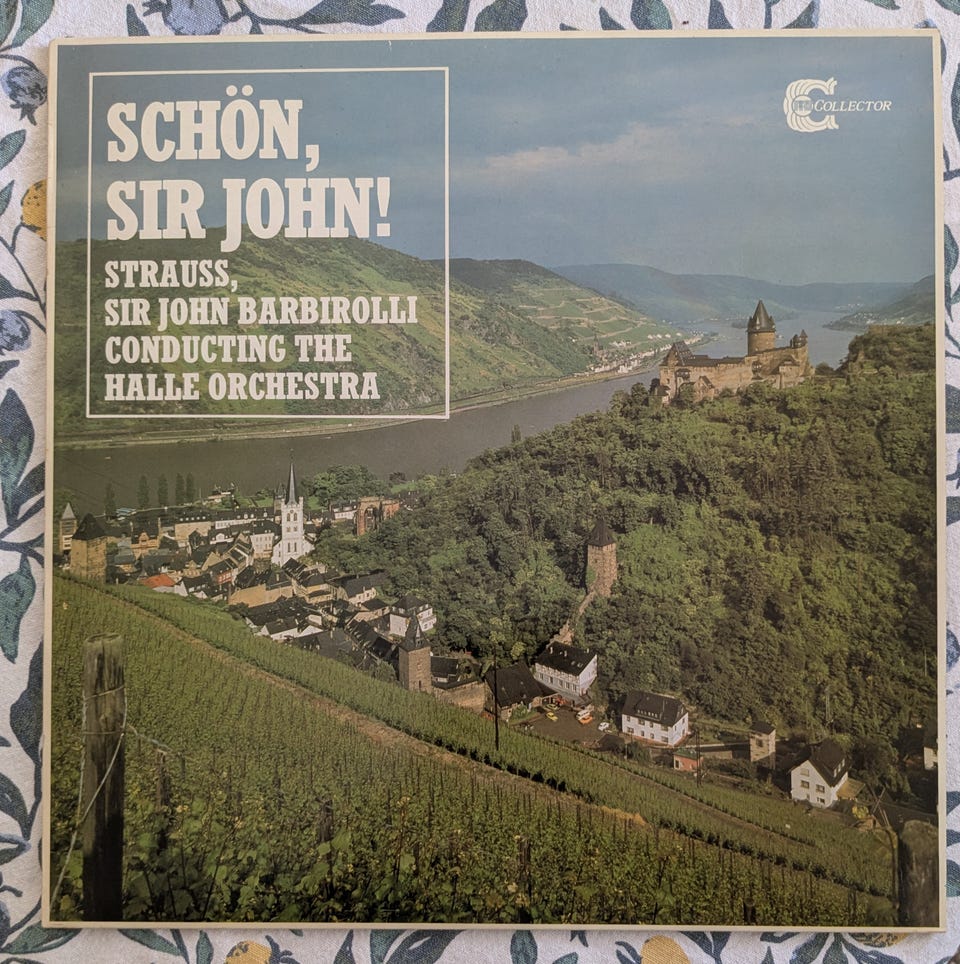 SCHÖN,
SIR JOHN!
STRAUSS,
SIR JOHN BARBIROLLI
CONDUCTING THE
HALLE ORCHESTRA
COLLECTOR